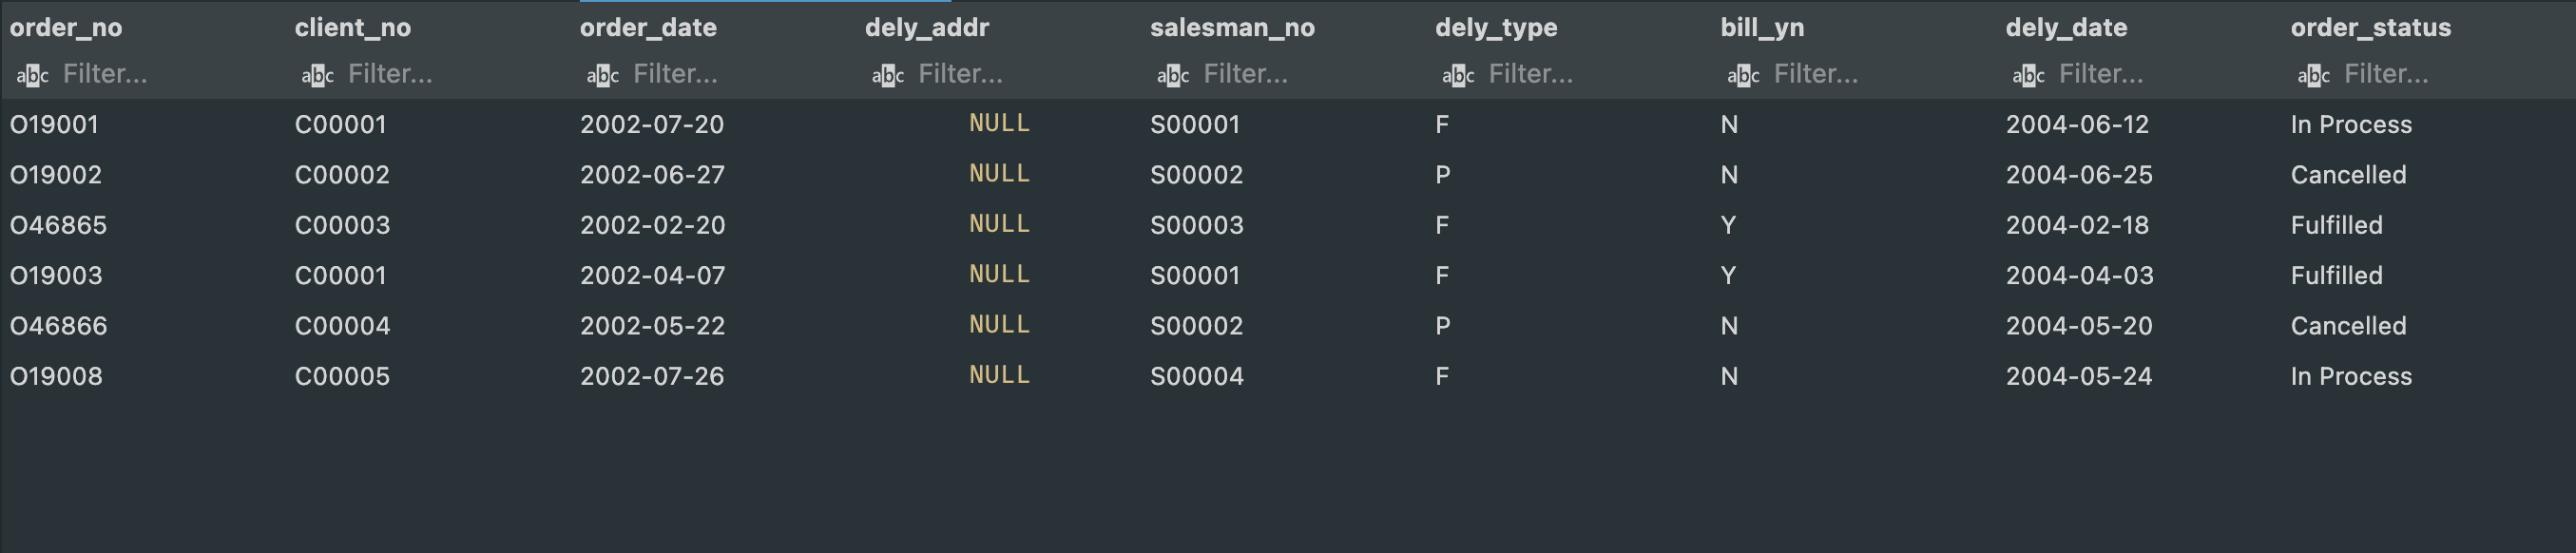 order_no client_no order_date dely_addr salesman_no dely_type bill_yn dely_date order_status
abc Filter... abc Filter... abc Filter... abc Filter... abc Filter... abc Filter... abc Filter... abc Filter... abc Filter...
O19001 C00001 2002-07-20 NULL S00001 F N 2004-06-12 In Process
O19002 C00002 2002-06-27 NULL S00002 P N 2004-06-25 Cancelled
O46865 C00003 2002-02-20 NULL S00003 F Y 2004-02-18 Fulfilled
O19003 C00001 2002-04-07 NULL S00001 F Y 2004-04-03 Fulfilled
O46866 C00004 2002-05-22 NULL S00002 P N 2004-05-20 Cancelled
O19008 C00005 2002-07-26 NULL S00004 F N 2004-05-24 In Process